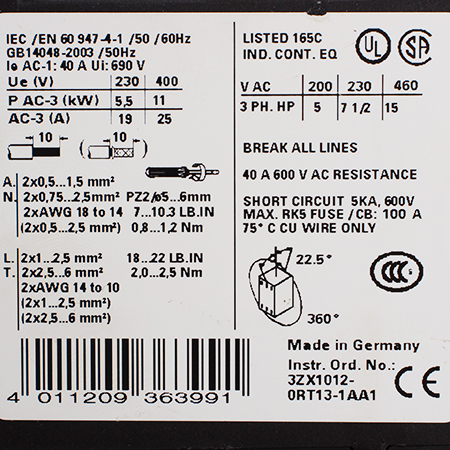 IEC /EN 60 947-4-1 /50 /60Hz
GB14048-2003 /50Hz
Ie AC-1: 40 A Ui: 690 V
Ue (V) 230 400
P AC-3 (kW) 5,5 11
AC-3 (A) 19 25
10 10
A. 2x0,5...1,5 mm²
N. 2x0,75...2,5mm² PZ2/ø5...6mm
2xAWG 18 to 14 7...10.3 LB.IN
(2x0,5...2,5 mm²) 0,8...1,2 Nm
L. 2x1...2,5 mm² 18...22 LB.IN
T. 2x2,5...6 mm² 2,0...2,5 Nm
2xAWG 14 to 10
(2x1...2,5 mm²)
(2x2,5...6 mm²)
4 011209 363991
LISTED 165C
IND. CONT. EQ
UL
SA
V AC 200 230 460
3 PH. HP 5 7 1/2 15
BREAK ALL LINES
40 A 600 V AC RESISTANCE
SHORT CIRCUIT 5KA, 600V
MAX. RK5 FUSE /CB: 100 A
75° C CU WIRE ONLY
22.5°
360°
CCC
Made in Germany
Instr. Ord. No.:
3ZX1012-
0RT13-1AA1
CE